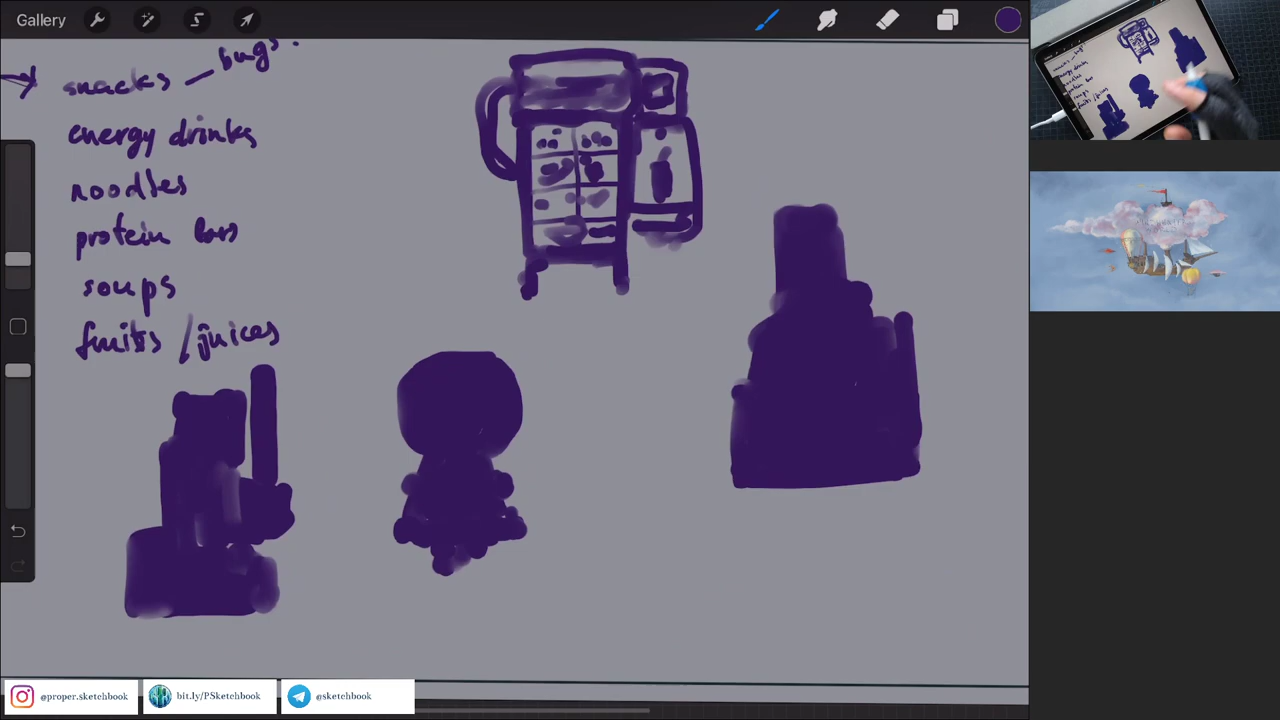 Gallery
bugs.
→ snacks —
energy drinks
noodles
protein bars
soups
fruits / juices
@proper.sketchbook
bit.ly/PSketchbook
@sketchbook